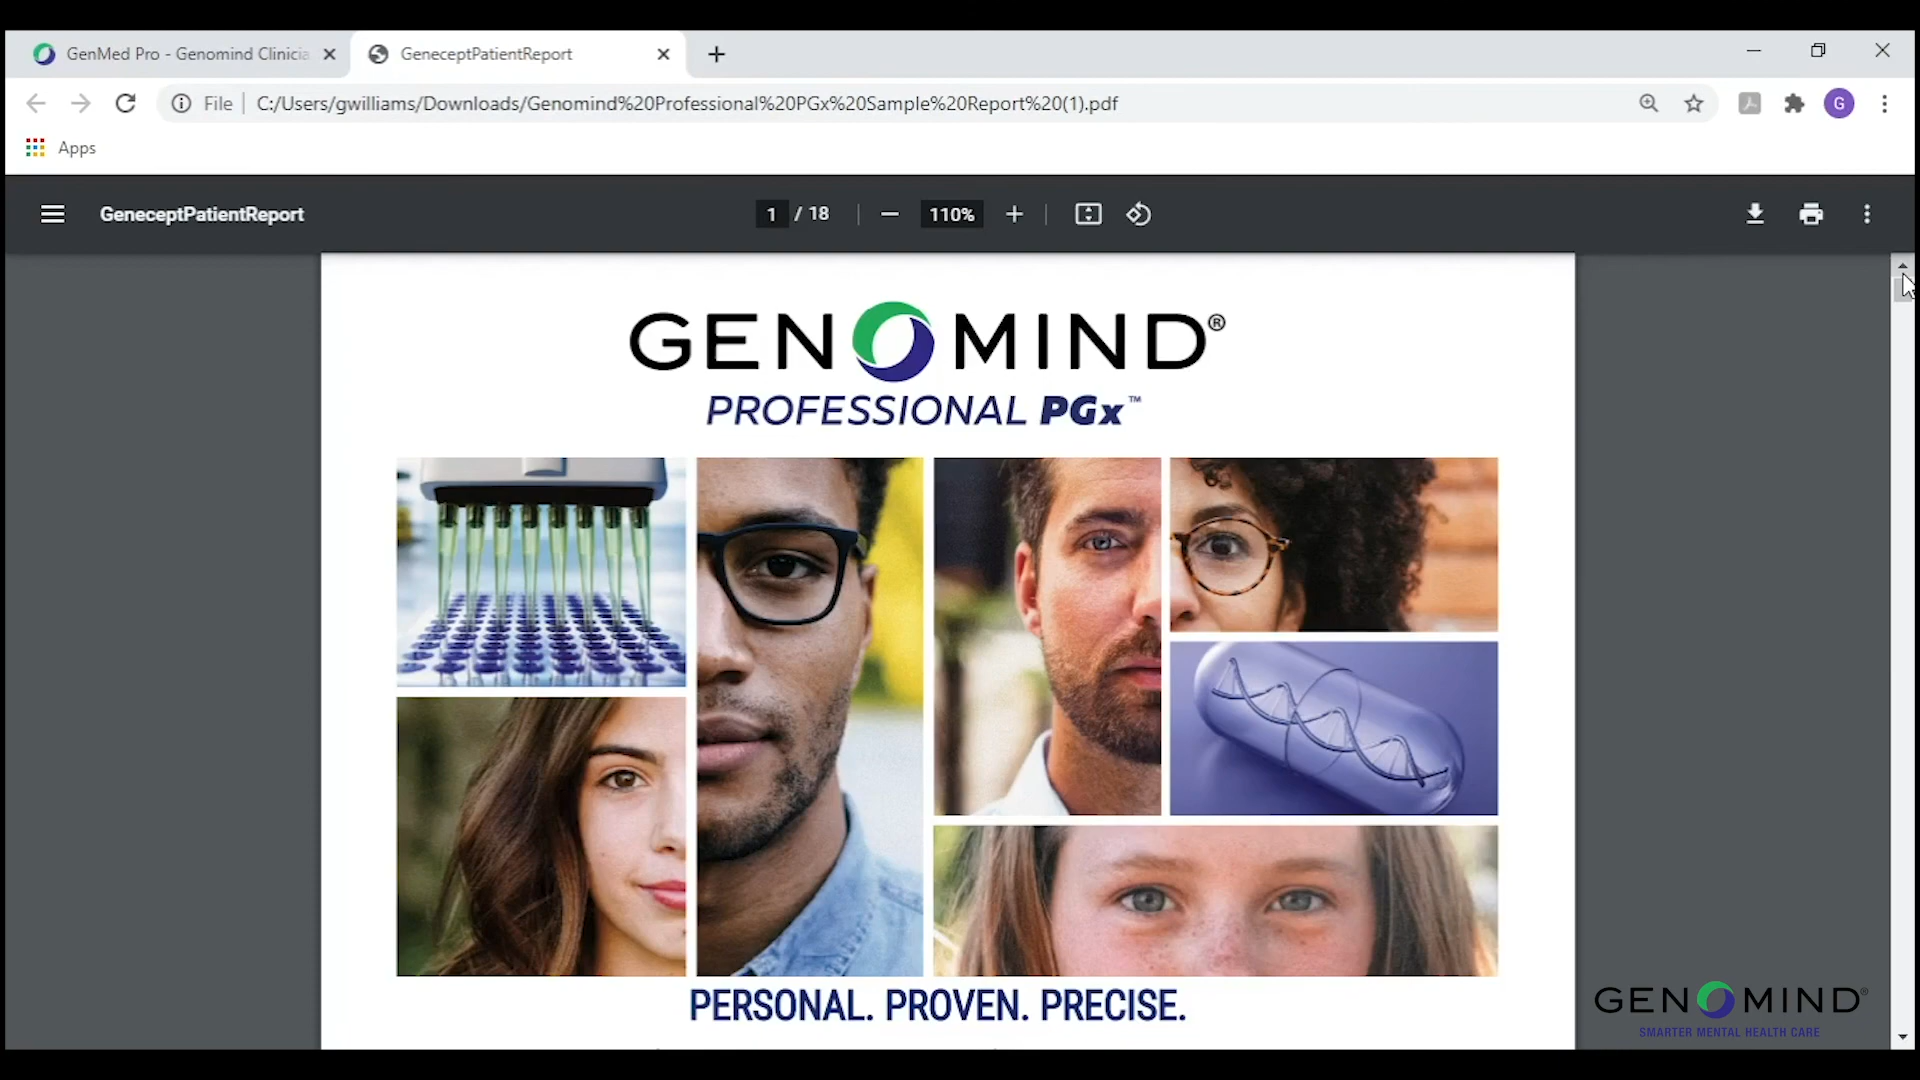 GenMed Pro - Genomind Clinicia
GeneceptPatientReport
File
C:/Users/gwilliams/Downloads/Genomind%20Professional%20PGx%20Sample%20Report%20(1).pdf
G
Apps
GeneceptPatientReport
1 / 18
110%
GENOMIND®
PROFESSIONAL PGx™
PERSONAL. PROVEN. PRECISE.
GENOMIND®
SMARTER MENTAL HEALTH CARE